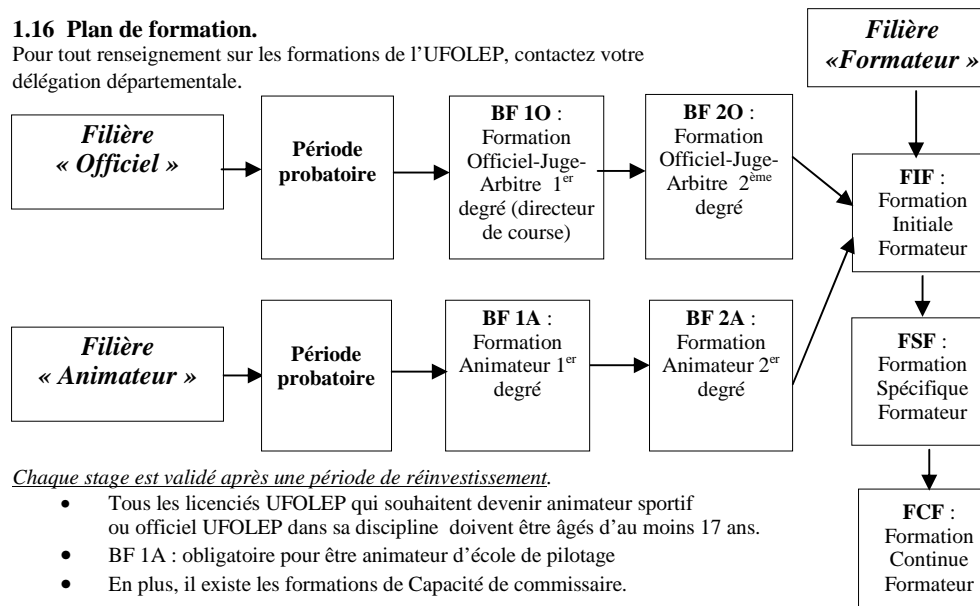 1.16 Plan de formation.
Pour tout renseignement sur les formations de l'UFOLEP, contactez votre
délégation départementale.
Filière
«Formateur »
Filière
« Officiel »
Période
probatoire
BF 1O :
Formation
Officiel-Juge-
Arbitre 1er
degré (directeur
de course)
BF 2O :
Formation
Officiel-Juge-
Arbitre 2ème
degré
FIF :
Formation
Initiale
Formateur
Filière
« Animateur »
Période
probatoire
BF 1A :
Formation
Animateur 1er
degré
BF 2A :
Formation
Animateur 2er
degré
FSF :
Formation
Spécifique
Formateur
Chaque stage est validé après une période de réinvestissement.
• Tous les licenciés UFOLEP qui souhaitent devenir animateur sportif
ou officiel UFOLEP dans sa discipline doivent être âgés d'au moins 17 ans.
• BF 1A : obligatoire pour être animateur d'école de pilotage
• En plus, il existe les formations de Capacité de commissaire.
FCF :
Formation
Continue
Formateur